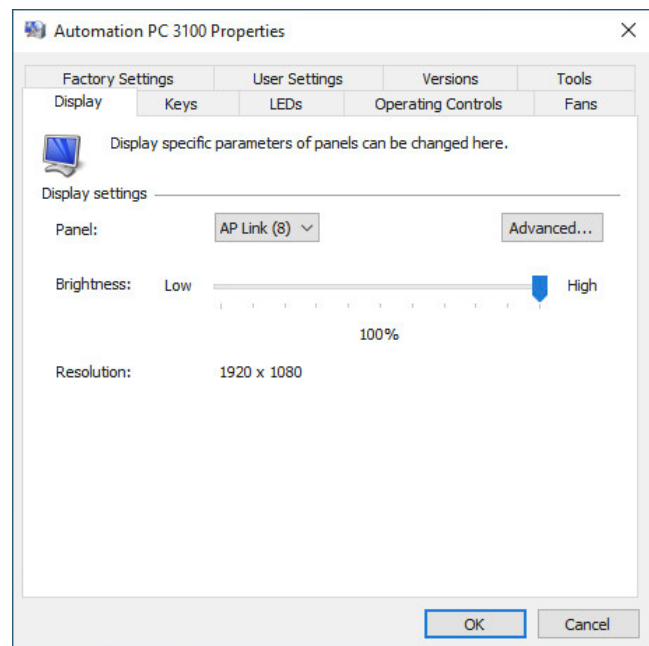 Automation PC 3100 Properties
Factory Settings User Settings Versions Tools
Display Keys LEDs Operating Controls Fans
Display specific parameters of panels can be changed here.
Display settings
Panel: AP Link (8) Advanced...
Brightness: Low High
100%
Resolution: 1920 x 1080
OK Cancel